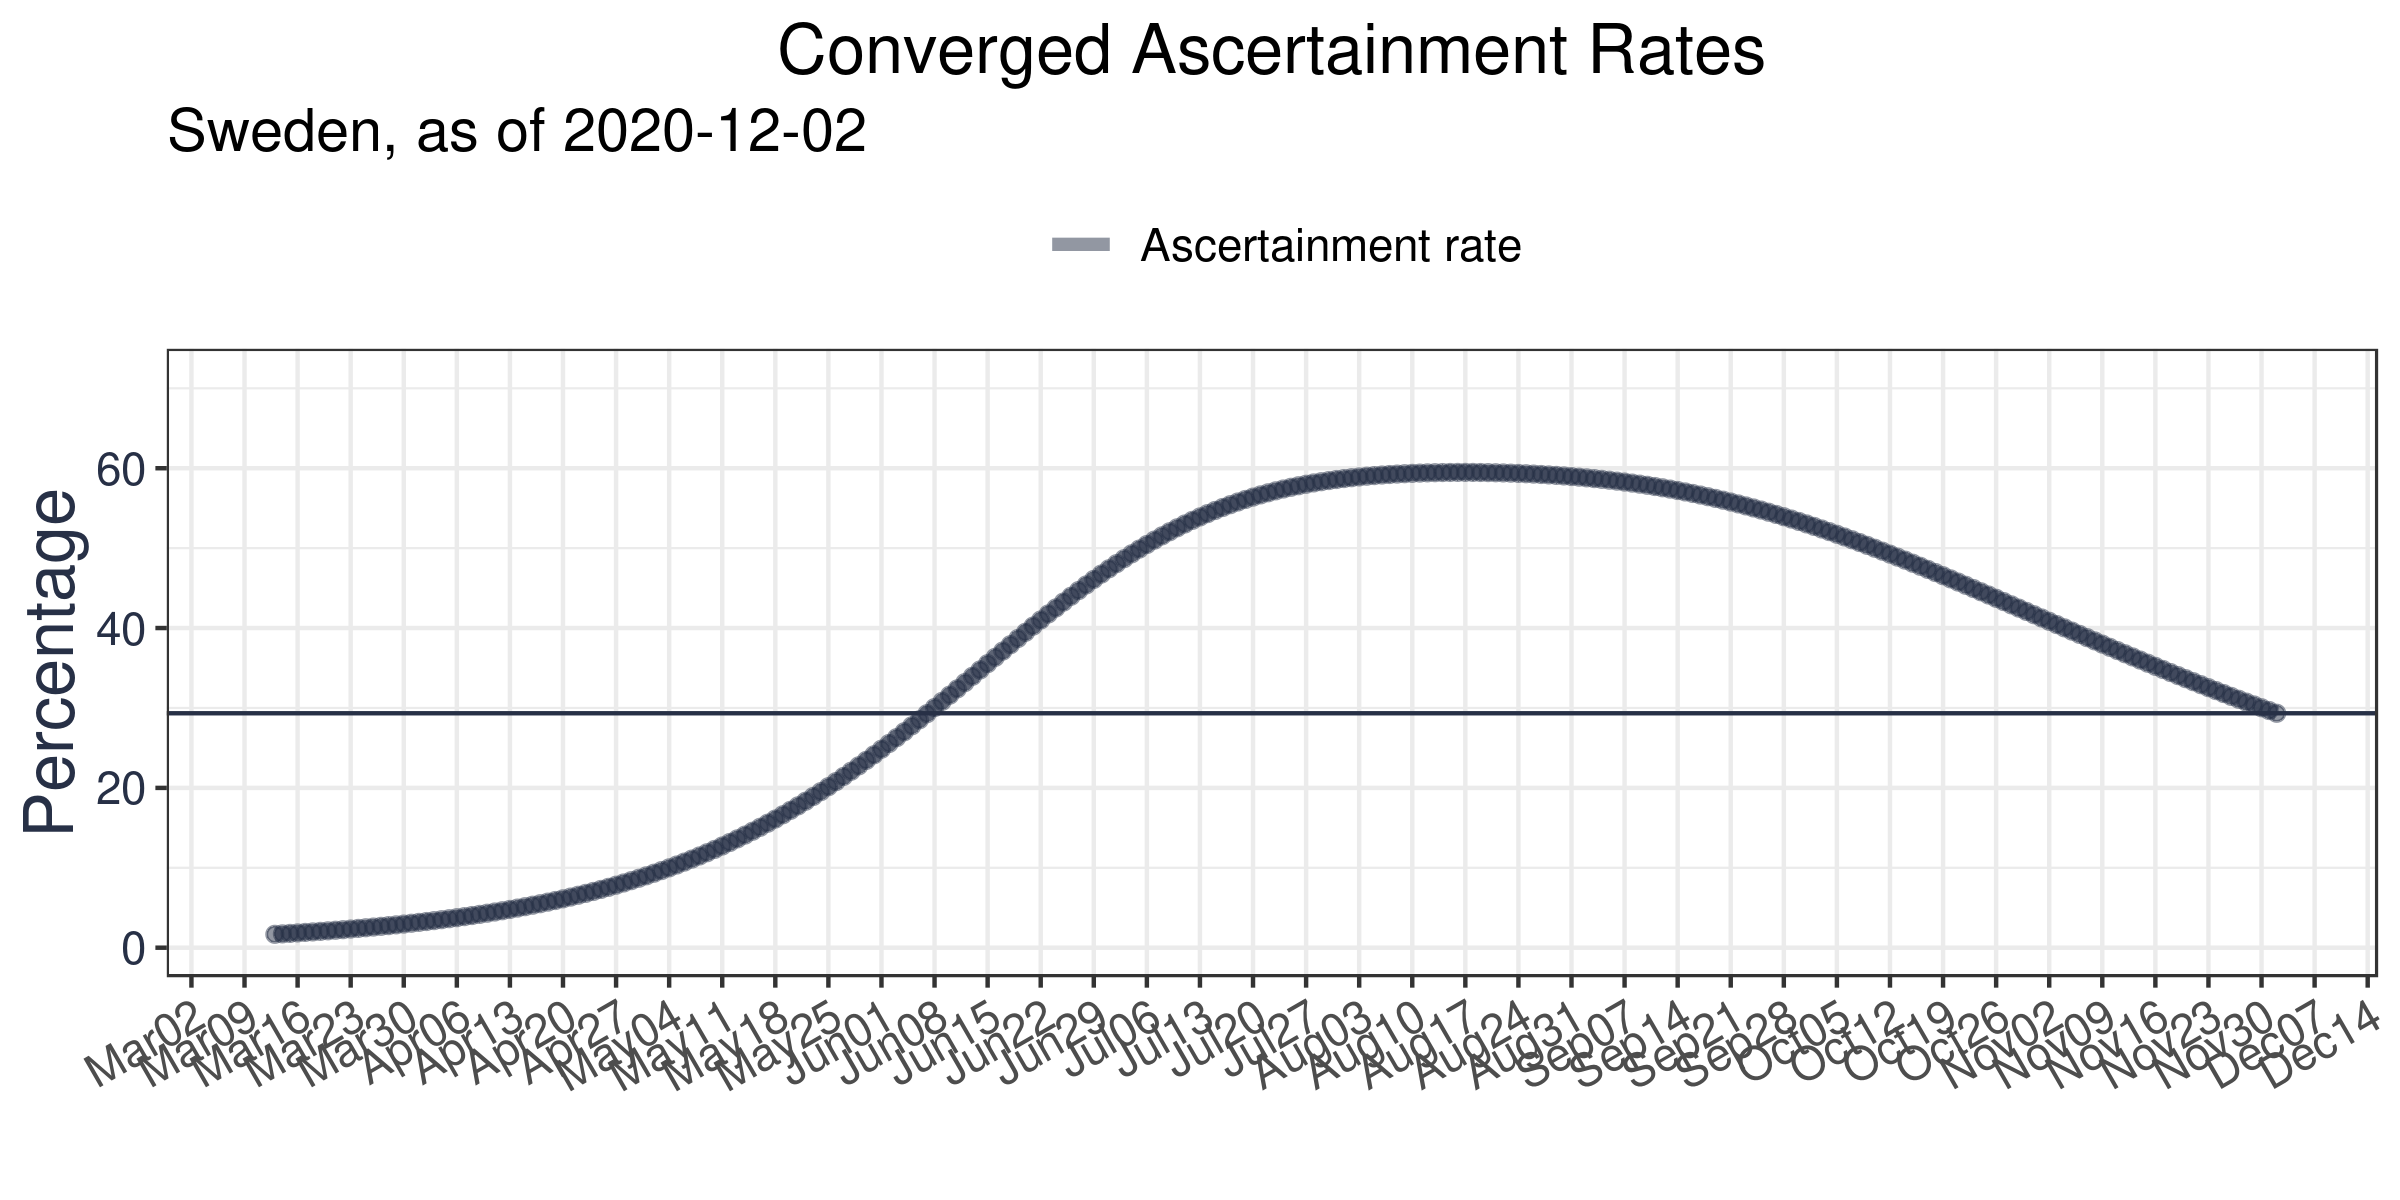 Converged Ascertainment Rates
Sweden, as of 2020-12-02
Ascertainment rate
Percentage
60
40
20
0
Mar02
Mar09
Mar16
Mar23
Mar30
Apr06
Apr13
Apr20
Apr27
May04
May11
May18
May25
Jun01
Jun08
Jun15
Jun22
Jun29
Jul06
Jul13
Jul20
Jul27
Aug03
Aug10
Aug17
Aug24
Aug31
Sep07
Sep14
Sep21
Sep28
Oct05
Oct12
Oct19
Oct26
Nov02
Nov09
Nov16
Nov23
Nov30
Dec07
Dec14